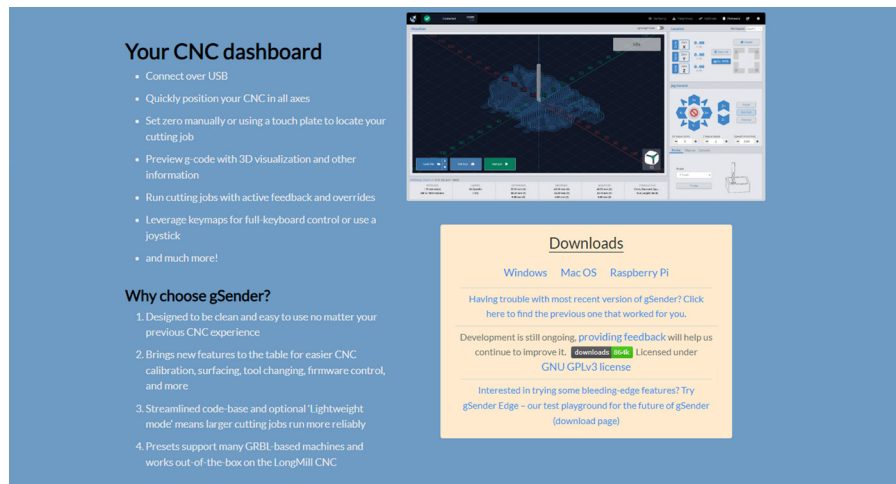 Your CNC dashboard
Connect over USB
Quickly position your CNC in all axes
Set zero manually or using a touch plate to locate your
cutting job
Preview g-code with 3D visualization and other
information
Run cutting jobs with active feedback and overrides
Leverage keymaps for full-keyboard control or use a
joystick
and much more!
Why choose gSender?
1. Designed to be clean and easy to use no matter your
previous CNC experience
2. Brings new features to the table for easier CNC
calibration, surfacing, tool changing, firmware control,
and more
3. Streamlined code-base and optional 'Lightweight
mode' means larger cutting jobs run more reliably
4. Presets support many GRBL-based machines and
works out-of-the-box on the LongMill CNC
Downloads
Windows Mac OS Raspberry Pi
Having trouble with most recent version of gSender? Click
here to find the previous one that worked for you.
Development is still ongoing, providing feedback will help us
continue to improve it. downloads 864k Licensed under
GNU GPLv3 license
Interested in trying some bleeding-edge features? Try
gSender Edge – our test playground for the future of gSender
(download page)